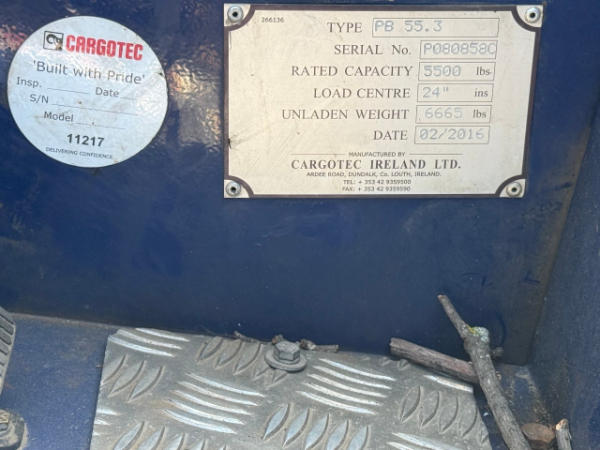 CARGOTEC
'Built with Pride'
Insp. Date
S/N
Model
11217
DELIVERING CONFIDENCE
266136
TYPE PB 55.3
SERIAL No. P080858C
RATED CAPACITY 5500 lbs
LOAD CENTRE 24" ins
UNLADEN WEIGHT 6665 lbs
DATE 02/2016
MANUFACTURED BY
CARGOTEC IRELAND LTD.
ARDEE ROAD, DUNDALK, Co. LOUTH, IRELAND.
TEL: + 353 42 9359500
FAX: + 353 42 9359590